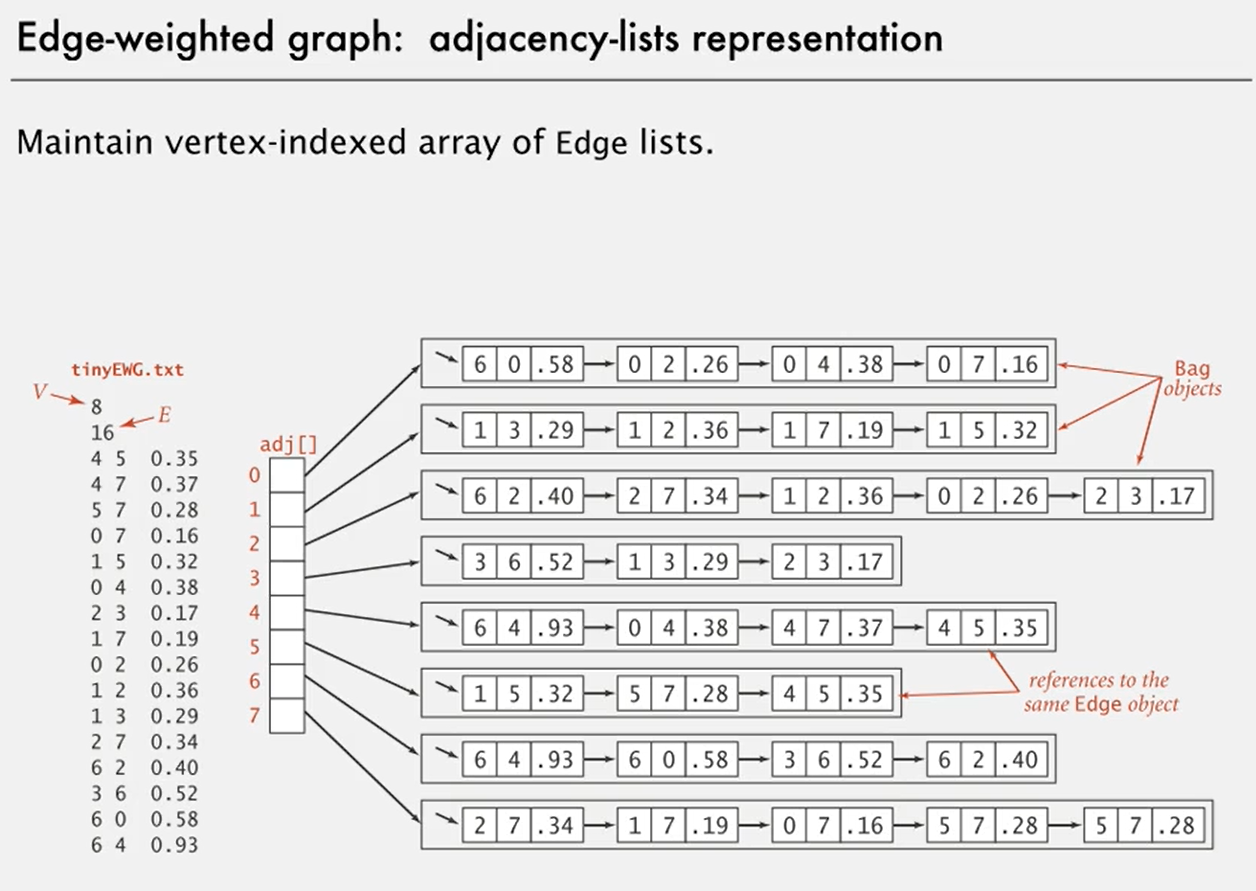 Edge-weighted graph: adjacency-lists representation
Maintain vertex-indexed array of Edge lists.
tinyEWG.txt
V
8
E
16
4 5 0.35
4 7 0.37
5 7 0.28
0 7 0.16
1 5 0.32
0 4 0.38
2 3 0.17
1 7 0.19
0 2 0.26
1 2 0.36
1 3 0.29
2 7 0.34
6 2 0.40
3 6 0.52
6 0 0.58
6 4 0.93
adj[]
0
1
2
3
4
5
6
7
6 0 .58 0 2 .26 0 4 .38 0 7 .16
1 3 .29 1 2 .36 1 7 .19 1 5 .32
6 2 .40 2 7 .34 1 2 .36 0 2 .26 2 3 .17
3 6 .52 1 3 .29 2 3 .17
6 4 .93 0 4 .38 4 7 .37 4 5 .35
1 5 .32 5 7 .28 4 5 .35
6 4 .93 6 0 .58 3 6 .52 6 2 .40
2 7 .34 1 7 .19 0 7 .16 5 7 .28 5 7 .28
Bag
objects
references to the
same Edge object